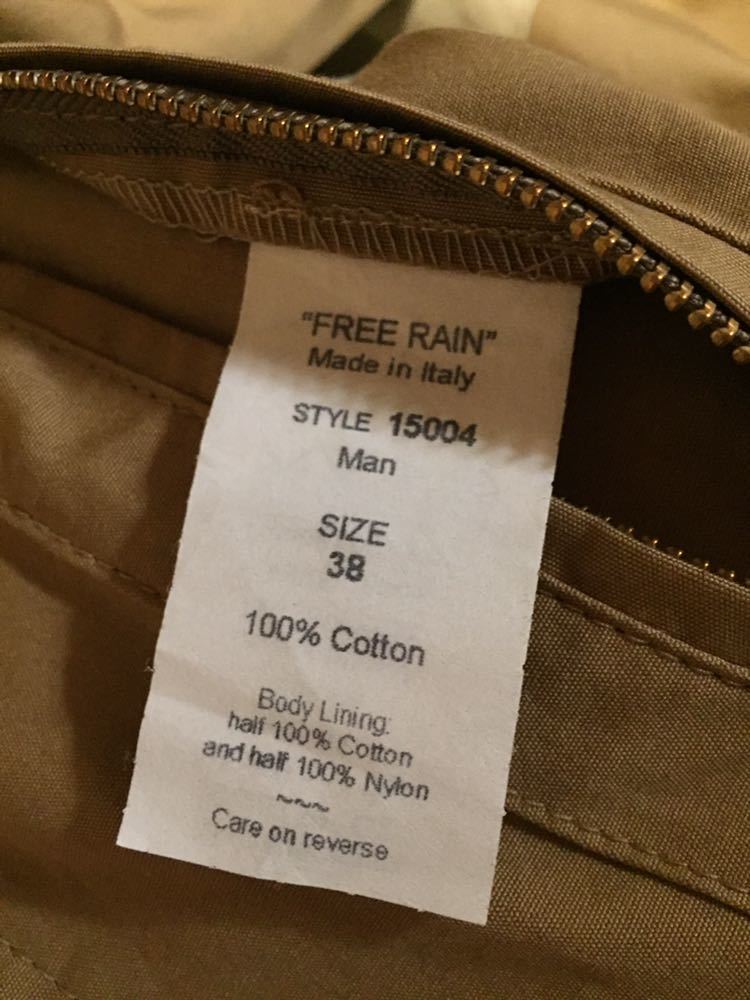 "FREE RAIN"
Made in Italy
STYLE 15004
Man
SIZE
38
100% Cotton
Body Lining:
half 100% Cotton
and half 100% Nylon
~~~
Care on reverse